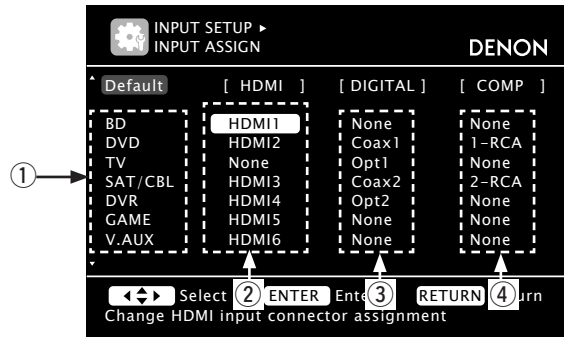 INPUT SETUP ▸
INPUT ASSIGN
DENON
Default [ HDMI ] [ DIGITAL ] [ COMP ]
BD HDMI1 None None
DVD HDMI2 Coax1 1-RCA
TV None Opt1 None
SAT/CBL HDMI3 Coax2 2-RCA
DVR HDMI4 Opt2 None
GAME HDMI5 None None
V.AUX HDMI6 None None
① ② ③ ④
Select ENTER RETURN
Change HDMI input connector assignment